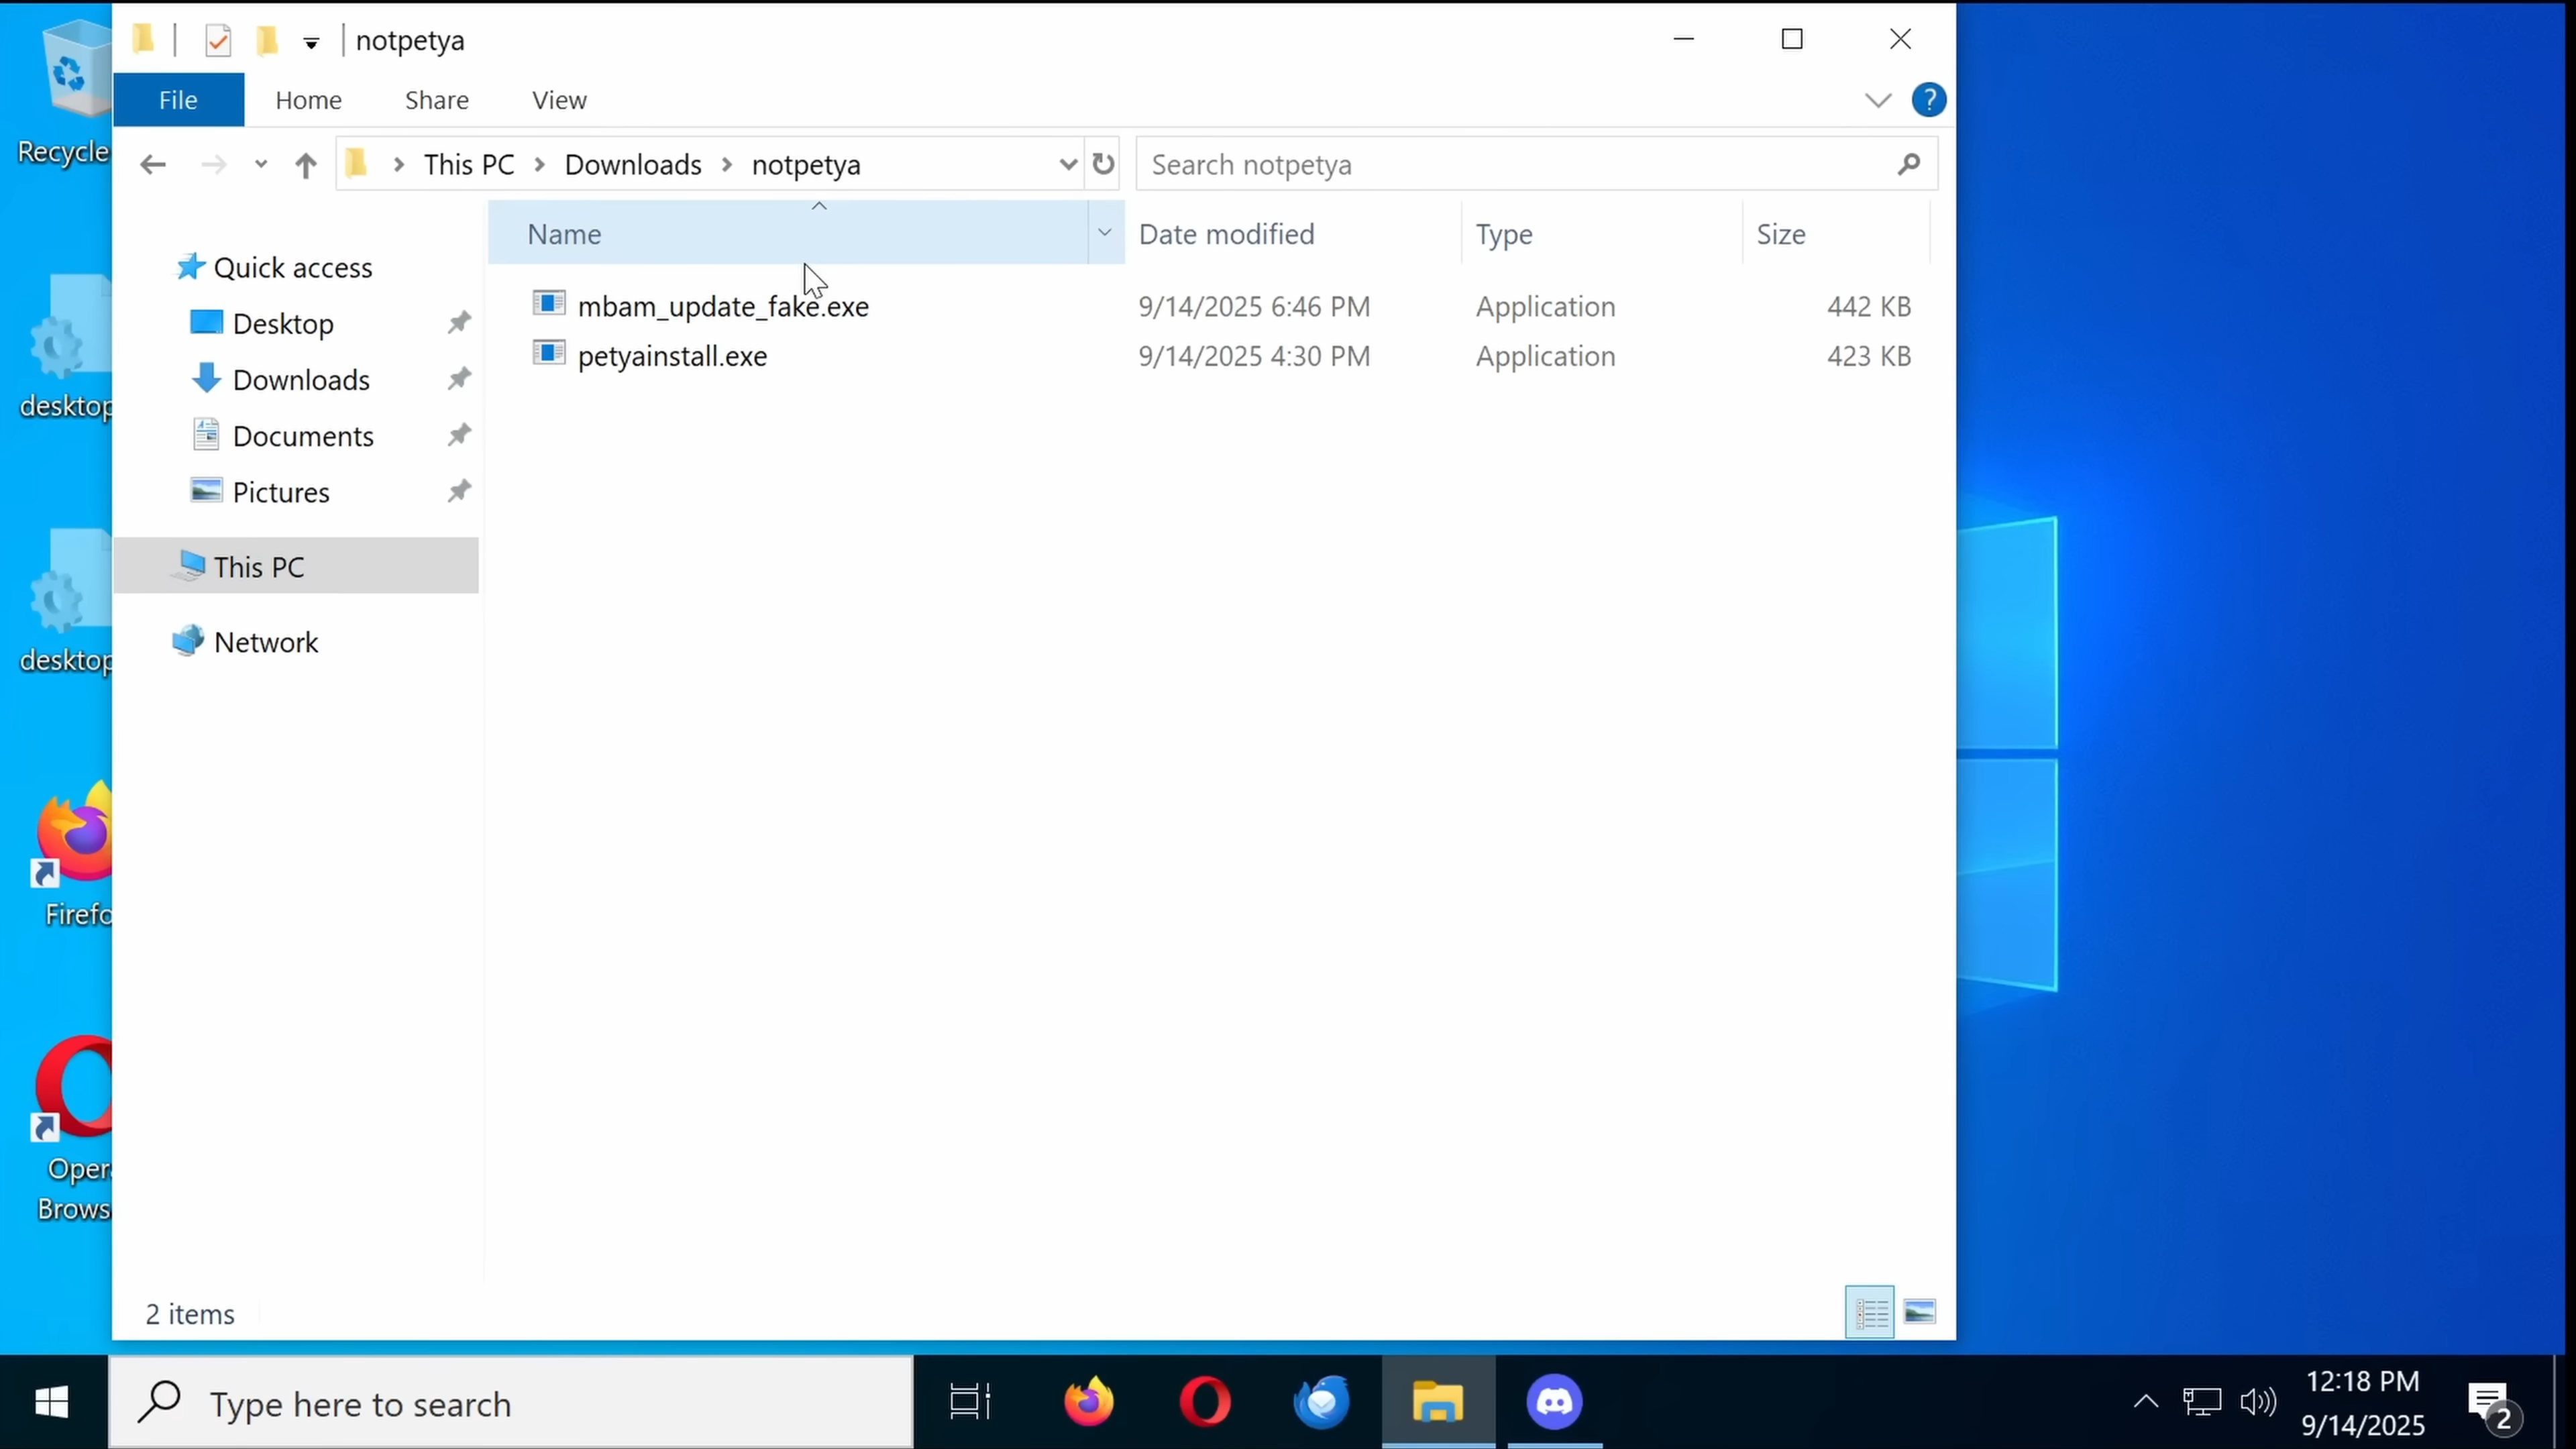 notpetya
File Home Share View
This PC Downloads notpetya
Search notpetya
Name Date modified Type Size
mbam_update_fake.exe 9/14/2025 6:46 PM Application 442 KB
petyainstall.exe 9/14/2025 4:30 PM Application 423 KB
Quick access
Desktop
Downloads
Documents
Pictures
This PC
Network
2 items
Recycle
desktop
desktop
Firefo
Oper
Brows
Type here to search
12:18 PM
9/14/2025
2